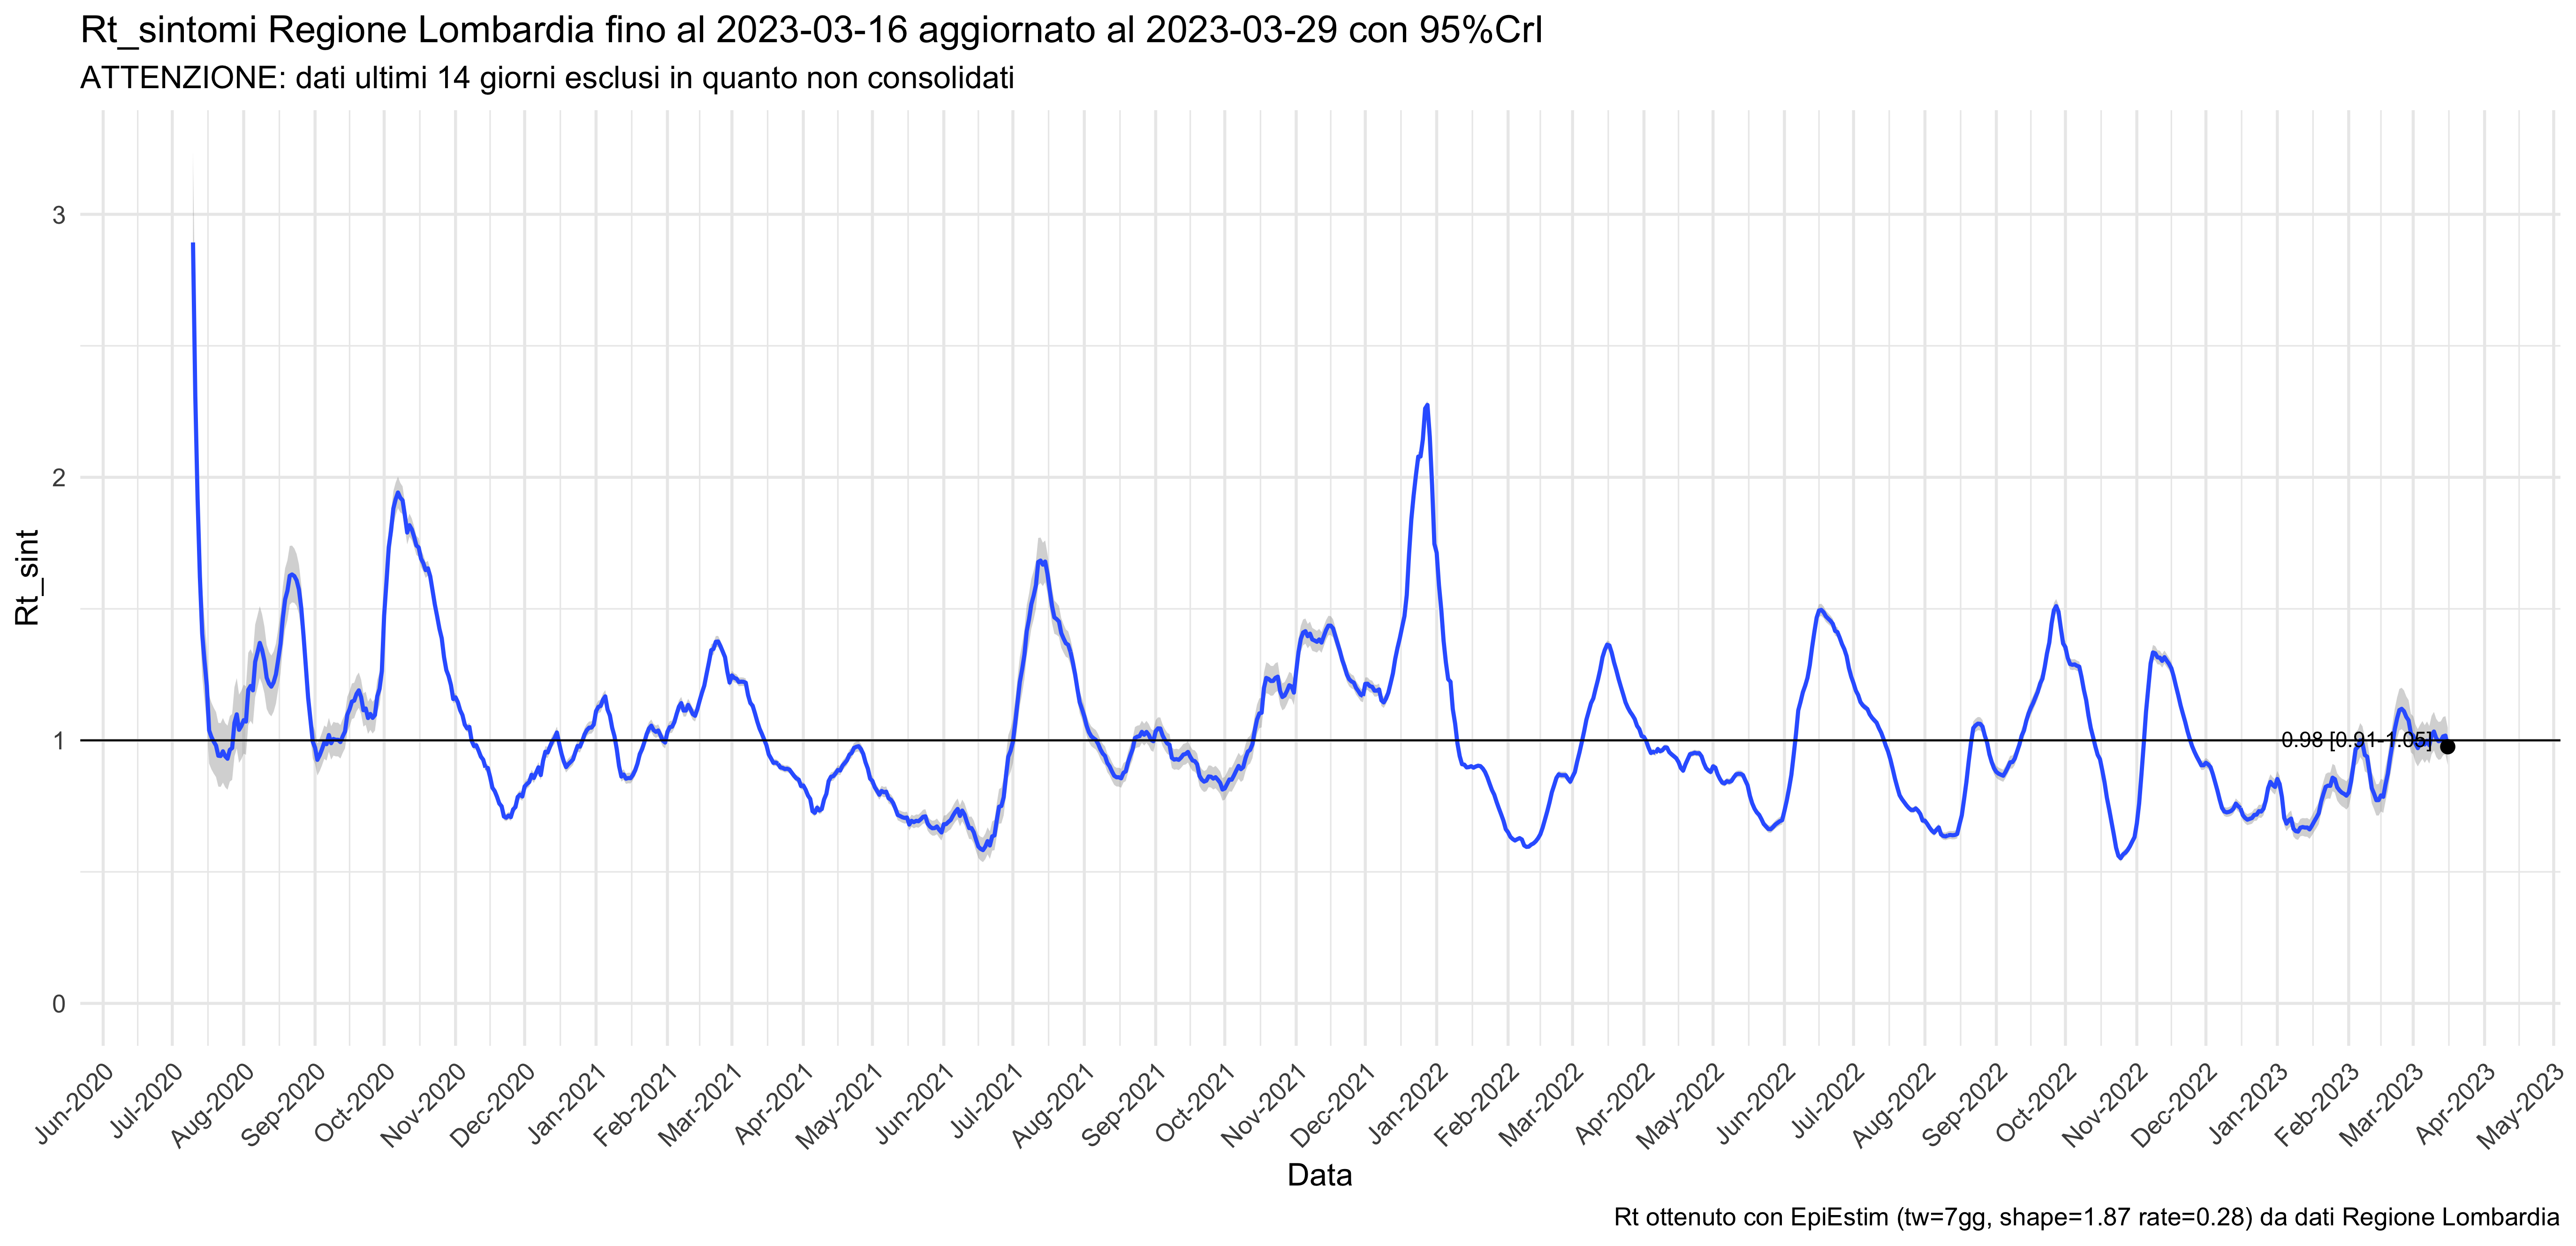 Rt_sintomi Regione Lombardia fino al 2023-03-16 aggiornato al 2023-03-29 con 95%CrI
ATTENZIONE: dati ultimi 14 giorni esclusi in quanto non consolidati
Rt_sint
3
2
1
0
0.98 [0.91-1.05]
Jun-2020
Jul-2020
Aug-2020
Sep-2020
Oct-2020
Nov-2020
Dec-2020
Jan-2021
Feb-2021
Mar-2021
Apr-2021
May-2021
Jun-2021
Jul-2021
Aug-2021
Sep-2021
Oct-2021
Nov-2021
Dec-2021
Jan-2022
Feb-2022
Mar-2022
Apr-2022
May-2022
Jun-2022
Jul-2022
Aug-2022
Sep-2022
Oct-2022
Nov-2022
Dec-2022
Jan-2023
Feb-2023
Mar-2023
Apr-2023
May-2023
Data
Rt ottenuto con EpiEstim (tw=7gg, shape=1.87 rate=0.28) da dati Regione Lombardia